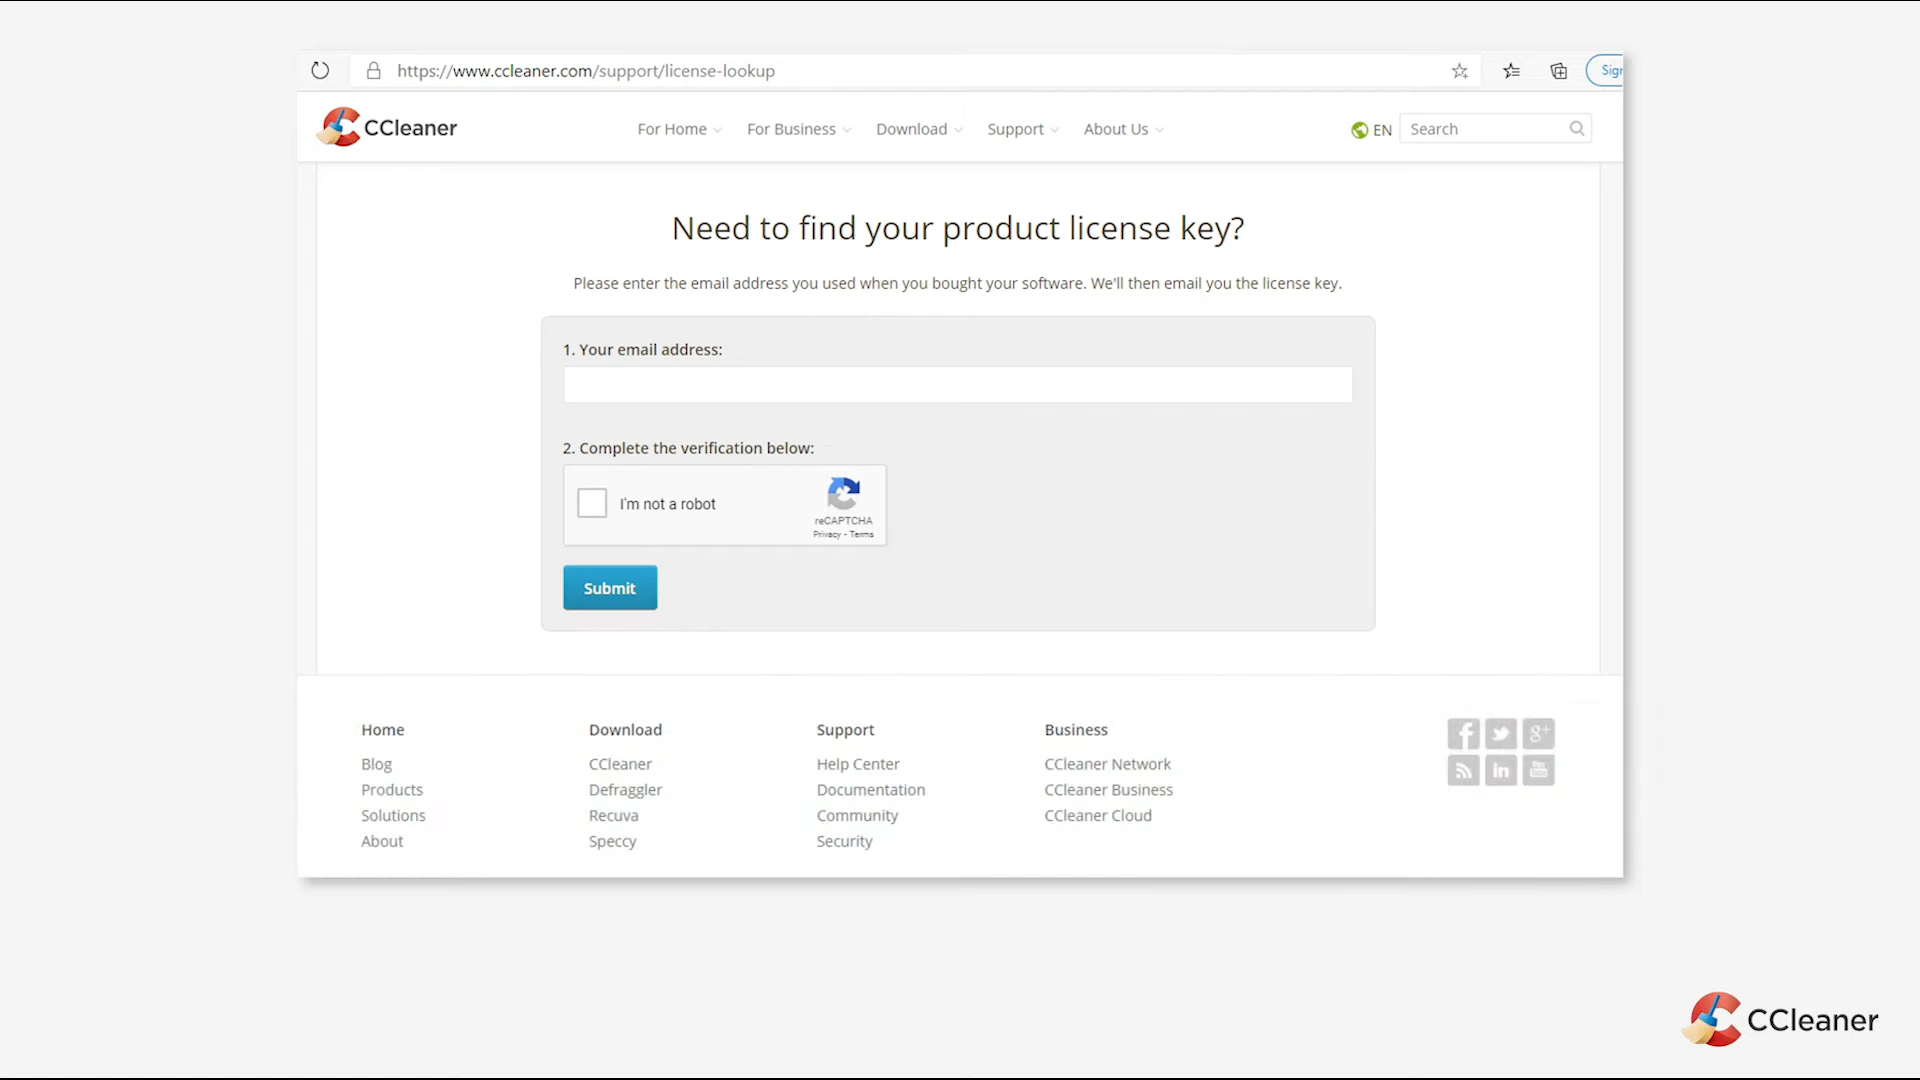 https://www.ccleaner.com/support/license-lookup
Sign
CCleaner
For Home
For Business
Download
Support
About Us
EN
Search
Need to find your product license key?
Please enter the email address you used when you bought your software. We'll then email you the license key.
1. Your email address:
2. Complete the verification below:
I'm not a robot
reCAPTCHA
Privacy - Terms
Submit
Home
Blog
Products
Solutions
About
Download
CCleaner
Defraggler
Recuva
Speccy
Support
Help Center
Documentation
Community
Security
Business
CCleaner Network
CCleaner Business
CCleaner Cloud
CCleaner